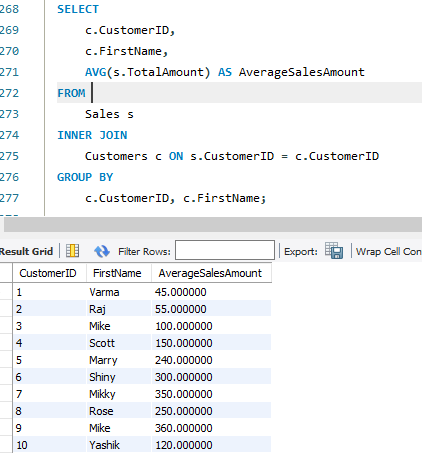 268 SELECT
269 c.CustomerID,
270 c.FirstName,
271 AVG(s.TotalAmount) AS AverageSalesAmount
272 FROM
273 Sales s
274 INNER JOIN
275 Customers c ON s.CustomerID = c.CustomerID
276 GROUP BY
277 c.CustomerID, c.FirstName;
Result Grid Filter Rows: Export: Wrap Cell Con
CustomerID FirstName AverageSalesAmount
1 Varma 45.000000
2 Raj 55.000000
3 Mike 100.000000
4 Scott 150.000000
5 Marry 240.000000
6 Shiny 300.000000
7 Mikky 350.000000
8 Rose 250.000000
9 Mike 360.000000
10 Yashik 120.000000